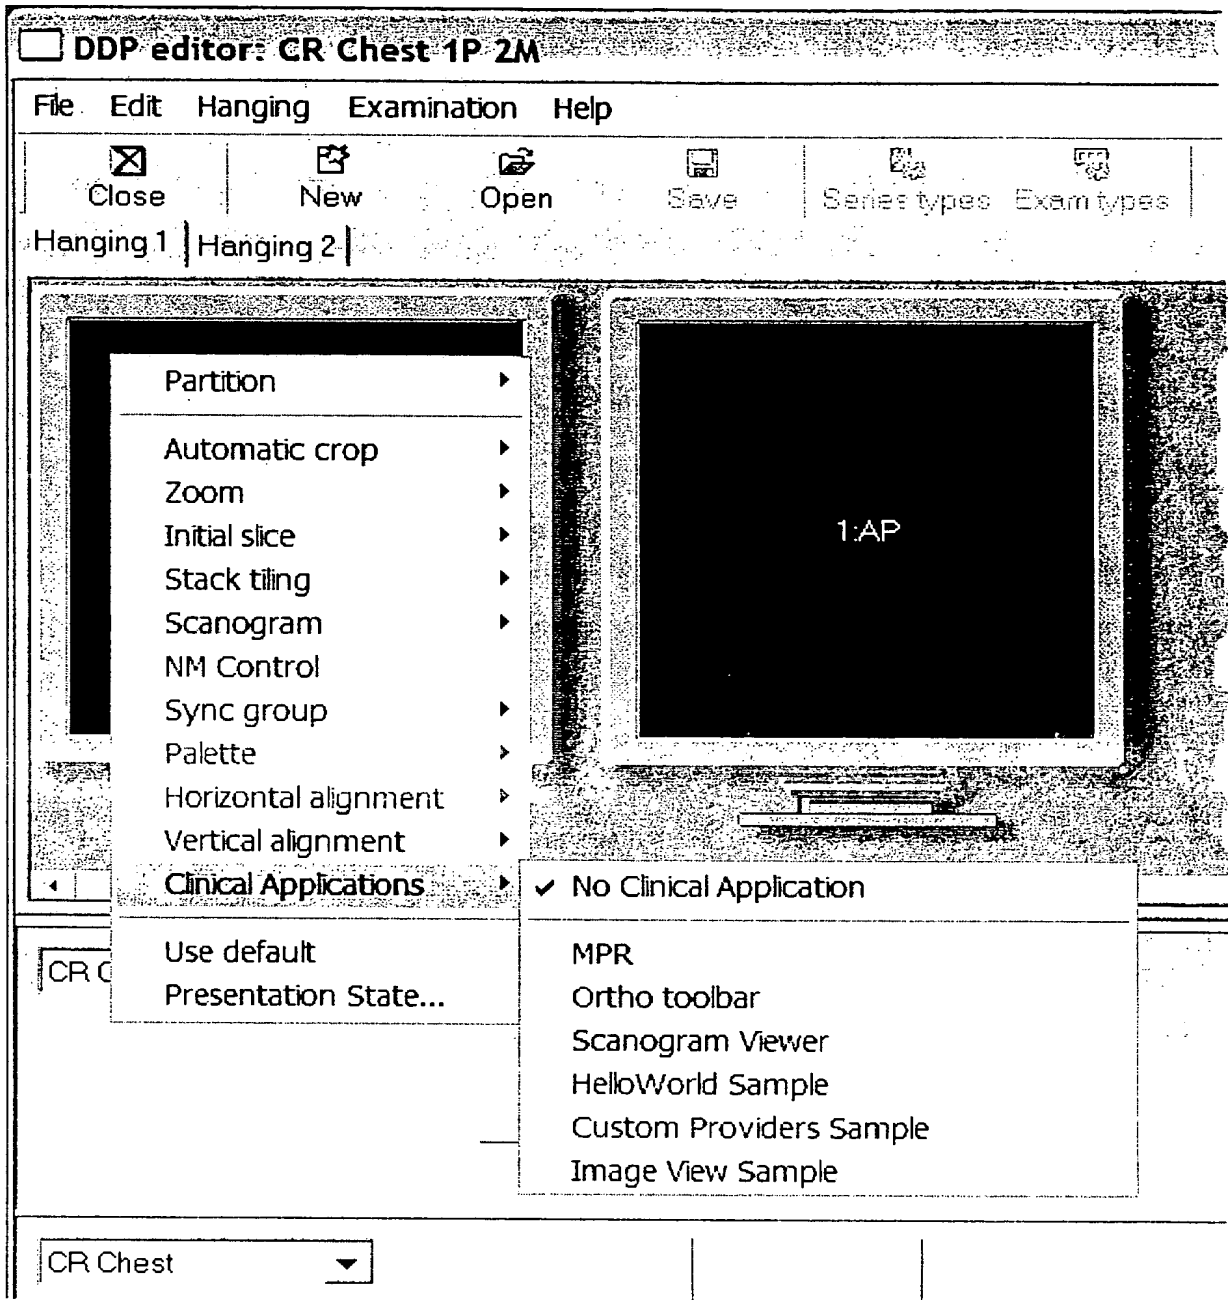 DDP editor: CR Chest 1P 2M
File Edit Hanging Examination Help
Close New Open Save Series types Exam types
Hanging 1 Hanging 2
Partition
Automatic crop
Zoom
Initial slice
1:AP
Stack tiling
Scanogram
NM Control
Sync group
Palette
Horizontal alignment
Vertical alignment
Clinical Applications
No Clinical Application
Use default
MPR
CR C
Presentation State...
Ortho toolbar
Scanogram Viewer
HelloWorld Sample
Custom Providers Sample
Image View Sample
CR Chest